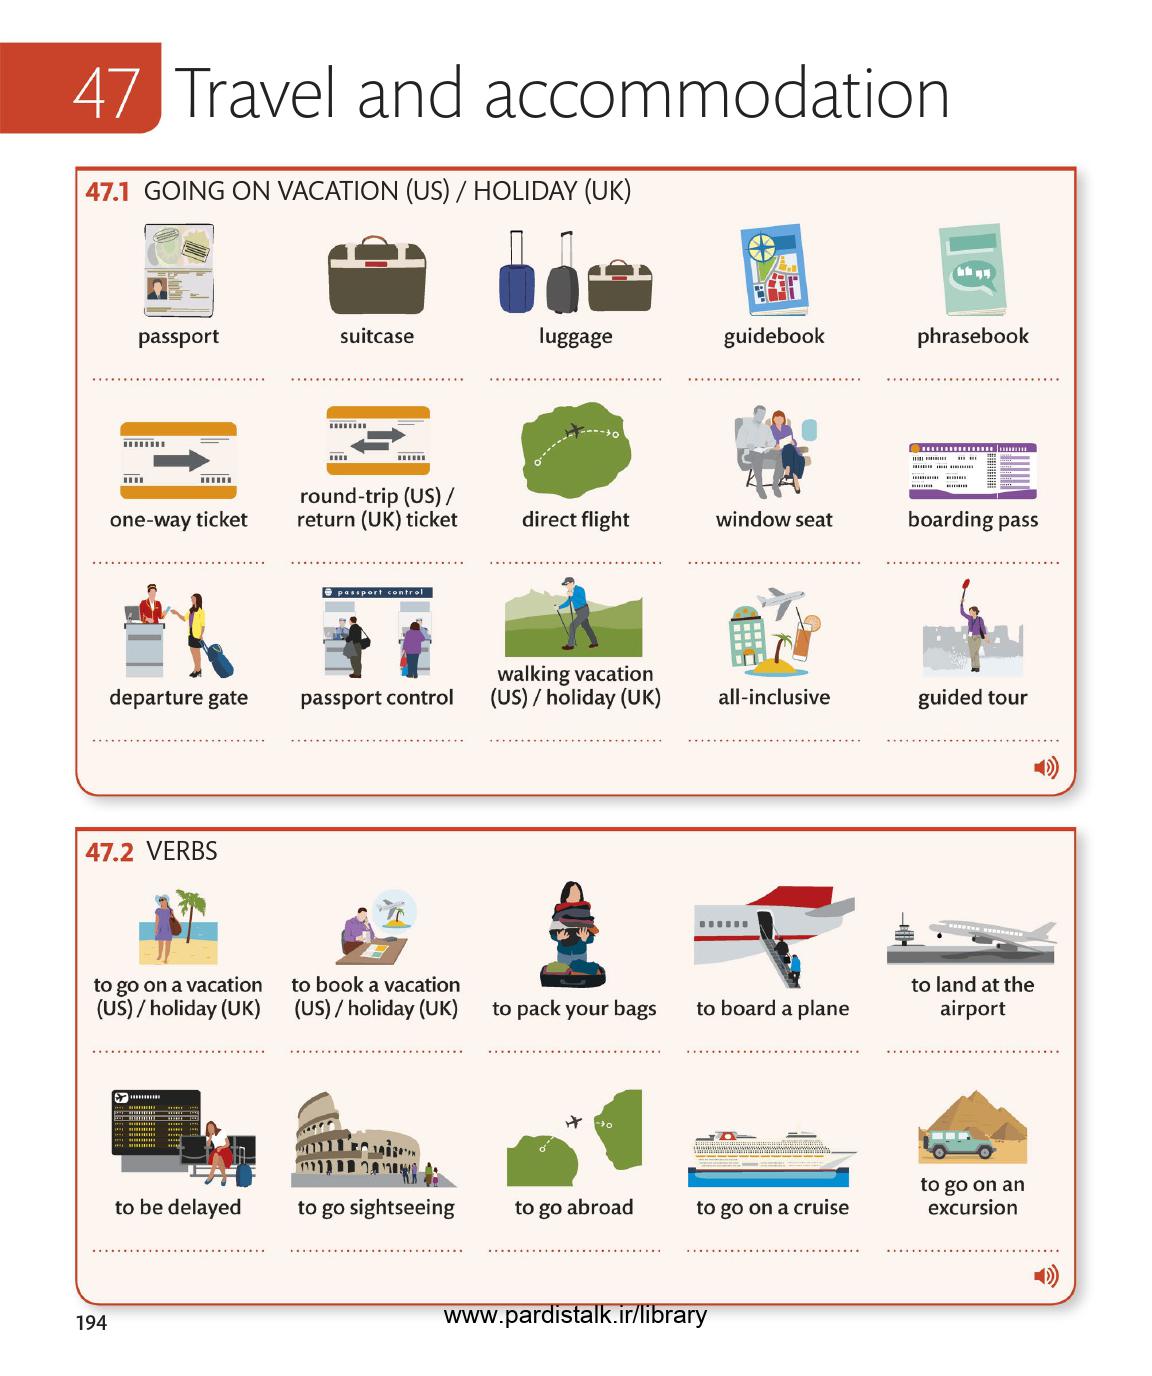 47 Travel and accommodation
47.1 GOING ON VACATION (US) / HOLIDAY (UK)
passport
suitcase
luggage
guidebook
phrasebook
one-way ticket
round-trip (US) /
return (UK) ticket
direct flight
window seat
boarding pass
departure gate
passport control
passport control
walking vacation
(US) / holiday (UK)
all-inclusive
guided tour
47.2 VERBS
to go on a vacation
(US) / holiday (UK)
to book a vacation
(US) / holiday (UK)
to pack your bags
to board a plane
to land at the
airport
to be delayed
to go sightseeing
to go abroad
to go on a cruise
to go on an
excursion
194
www.pardistalk.ir/library